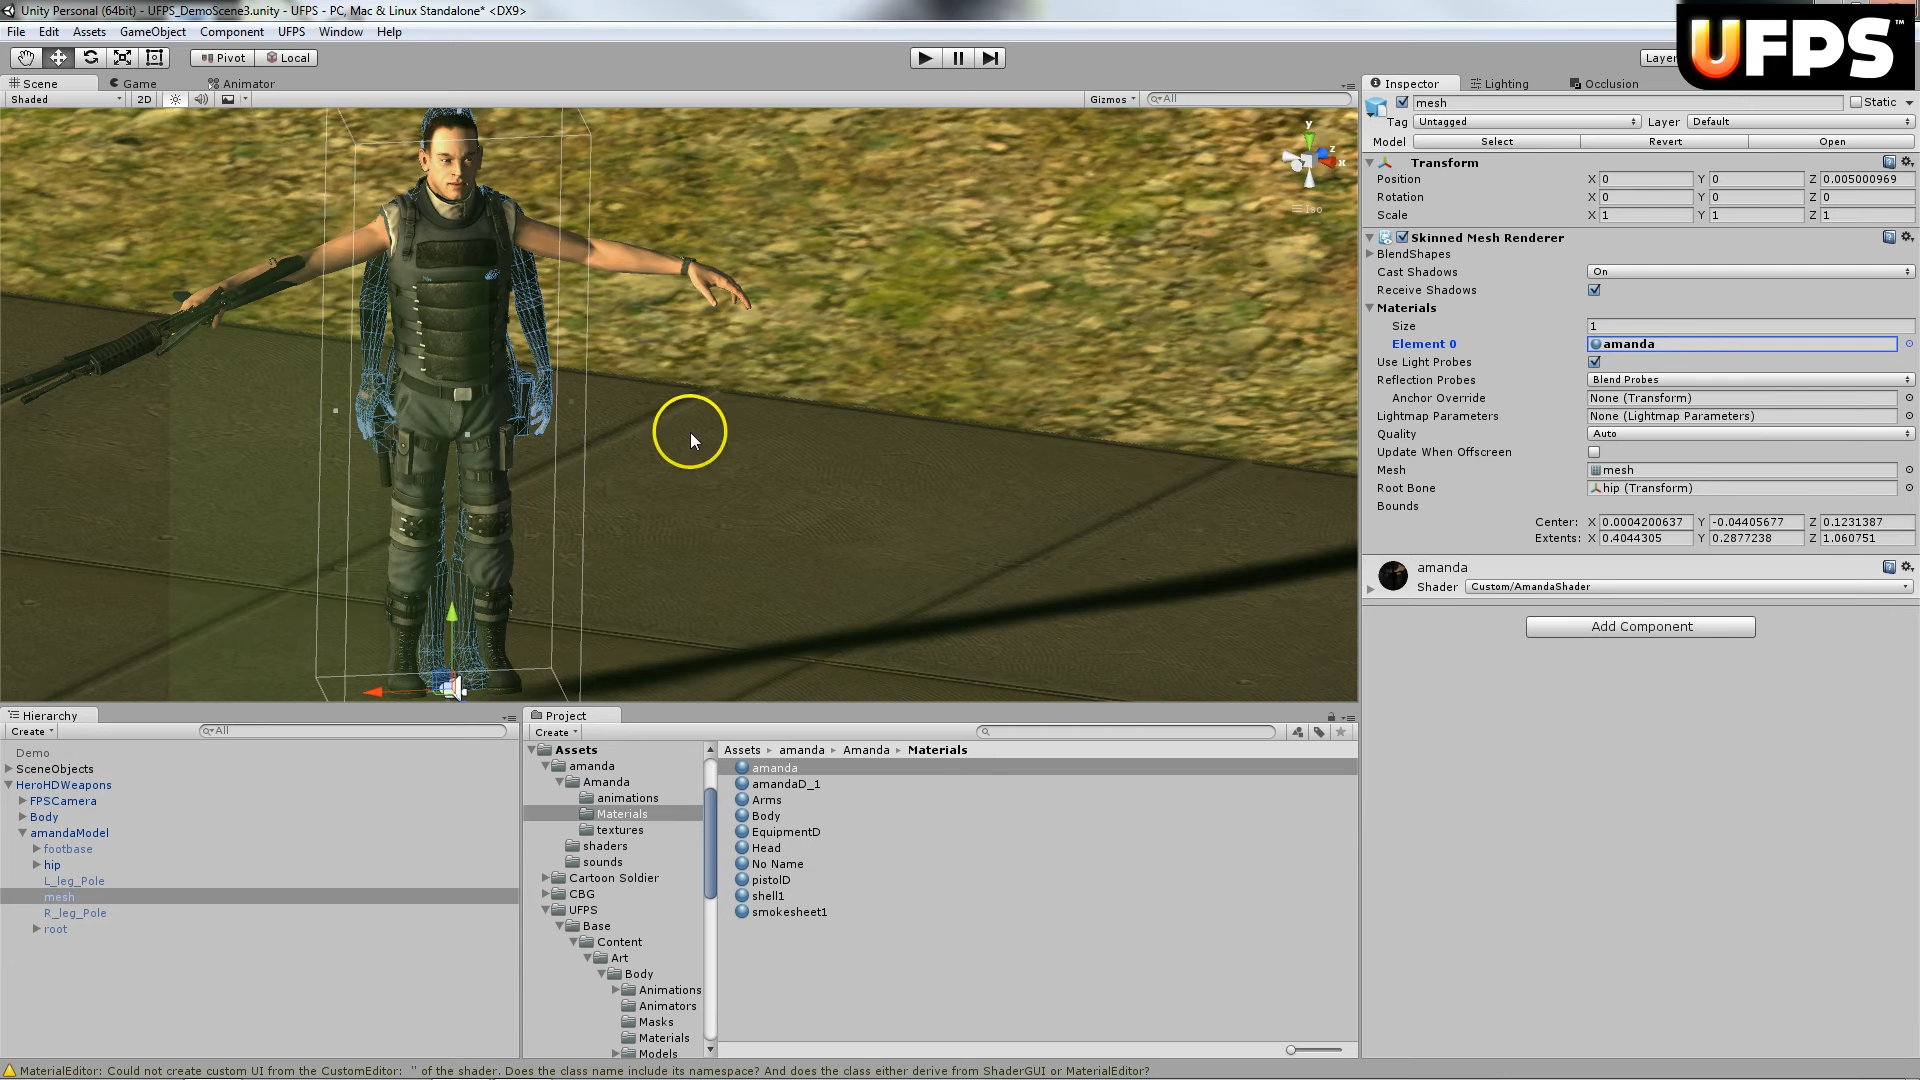 Unity Personal (64bit) - UFPS_DemoScene3.unity - UFPS - PC, Mac & Linux Standalone* <DX9>
UFPS™
File Edit Assets GameObject Component UFPS Window Help
Pivot Local
Layer
Scene Game Animator
Inspector Lighting Occlusion
Shaded 2D Gizmos All
mesh Static
Tag Untagged Layer Default
Model Select Revert Open
Transform
Position X 0 Y 0 Z 0.005000969
Rotation X 0 Y 0 Z 0
Scale X 1 Y 1 Z 1
y
z
x
Iso
Skinned Mesh Renderer
BlendShapes
Cast Shadows On
Receive Shadows
Materials
Size 1
Element 0 amanda
Use Light Probes
Reflection Probes Blend Probes
Anchor Override None (Transform)
Lightmap Parameters None (Lightmap Parameters)
Quality Auto
Update When Offscreen
Mesh mesh
Root Bone hip (Transform)
Bounds
Center: X 0.0004200637 Y -0.04405677 Z 0.1231387
Extents: X 0.4044305 Y 0.2877238 Z 1.060751
amanda
Shader Custom/AmandaShader
Add Component
Hierarchy
Create All
Demo
SceneObjects
HeroHDWeapons
FPSCamera
Body
amandaModel
footbase
hip
L_leg_Pole
mesh
R_leg_Pole
root
Project
Create
Assets
amanda
Amanda
animations
Materials
textures
shaders
sounds
Cartoon Soldier
CBG
UFPS
Base
Content
Art
Body
Animations
Animators
Masks
Materials
Models
Assets amanda Amanda Materials
amanda
amandaD_1
Arms
Body
EquipmentD
Head
No Name
pistolD
shell1
smokesheet1
MaterialEditor: Could not create custom UI from the CustomEditor: '' of the shader. Does the class name include its namespace? And does the class either derive from ShaderGUI or MaterialEditor?